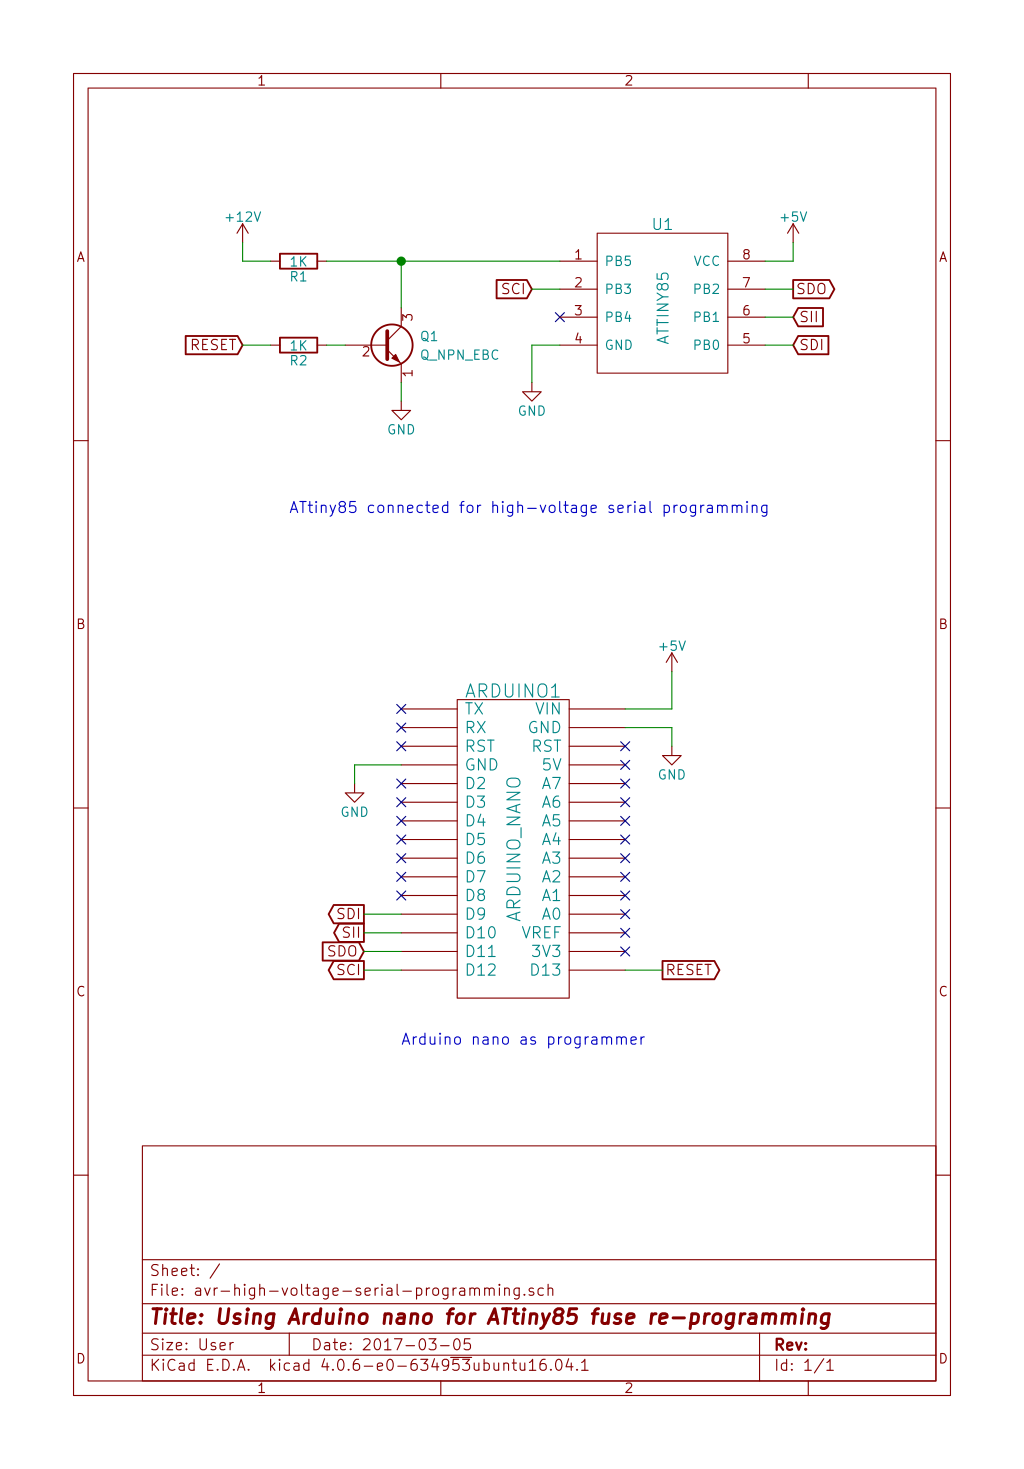 1 2
A A
+12V
1K
R1
RESET
1K
R2
3
2
1
Q1
Q_NPN_EBC
GND
U1
ATTINY85
1 PB5 VCC 8
SCI 2 PB3 PB2 7 SDO
3 PB4 PB1 6 SII
4 GND PB0 5 SDI
+5V
GND
ATtiny85 connected for high-voltage serial programming
B B
+5V
ARDUINO1
ARDUINO_NANO
TX VIN
RX GND
RST RST
GND 5V
D2 A7
D3 A6
D4 A5
D5 A4
D6 A3
D7 A2
D8 A1
SDI D9 A0
SII D10 VREF
SDO D11 3V3
SCI D12 D13 RESET
GND
GND
C C
Arduino nano as programmer
Sheet: /
File: avr-high-voltage-serial-programming.sch
Title: Using Arduino nano for ATtiny85 fuse re-programming
Size: User Date: 2017-03-05 Rev:
KiCad E.D.A. kicad 4.0.6-e0-634953ubuntu16.04.1 Id: 1/1
D D
1 2